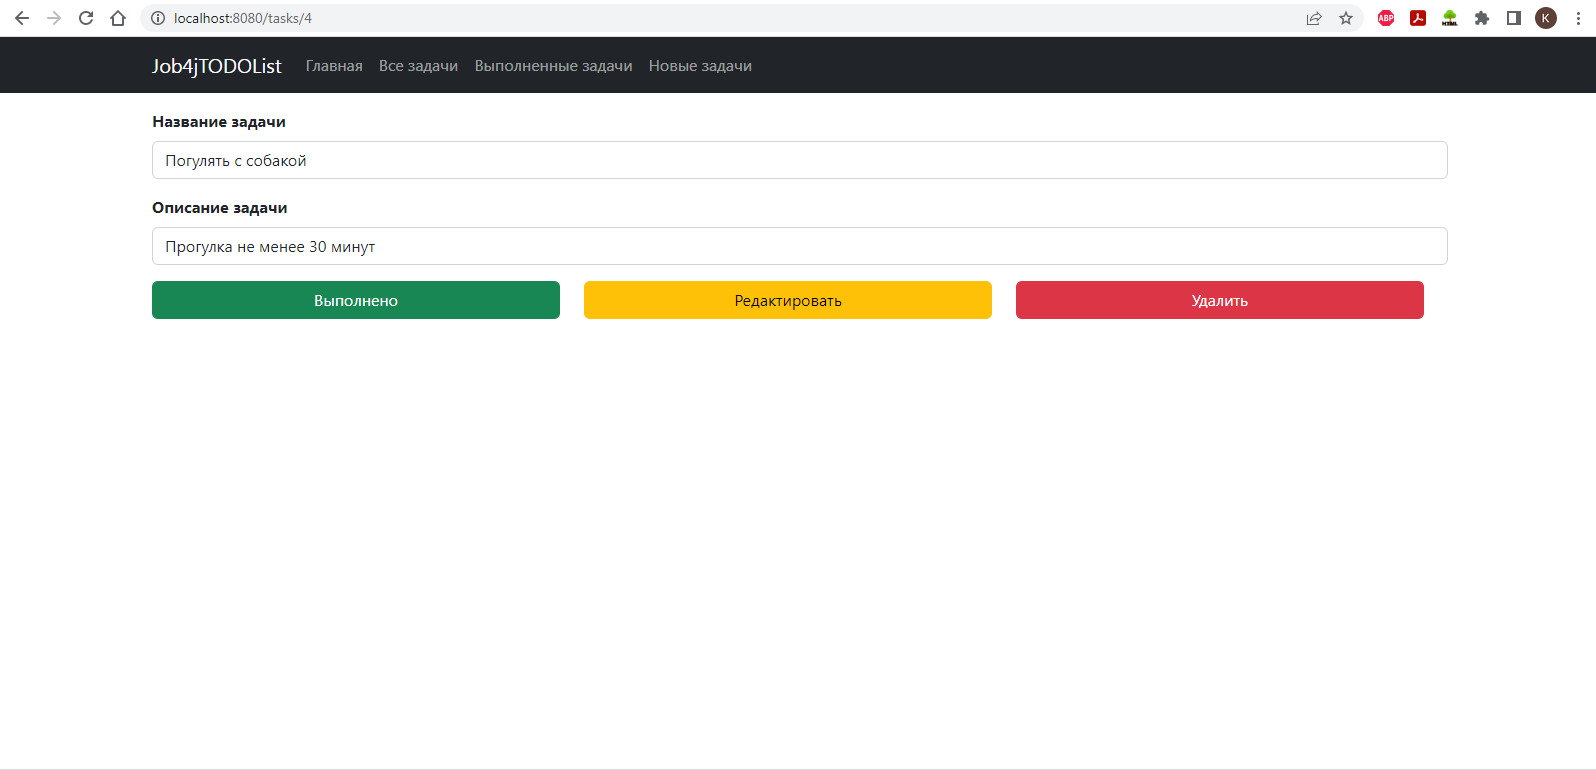 localhost:8080/tasks/4
ABP
HTML
K
Job4jTODOList Главная Все задачи Выполненные задачи Новые задачи
Название задачи
Погулять с собакой
Описание задачи
Прогулка не менее 30 минут
Выполнено Редактировать Удалить